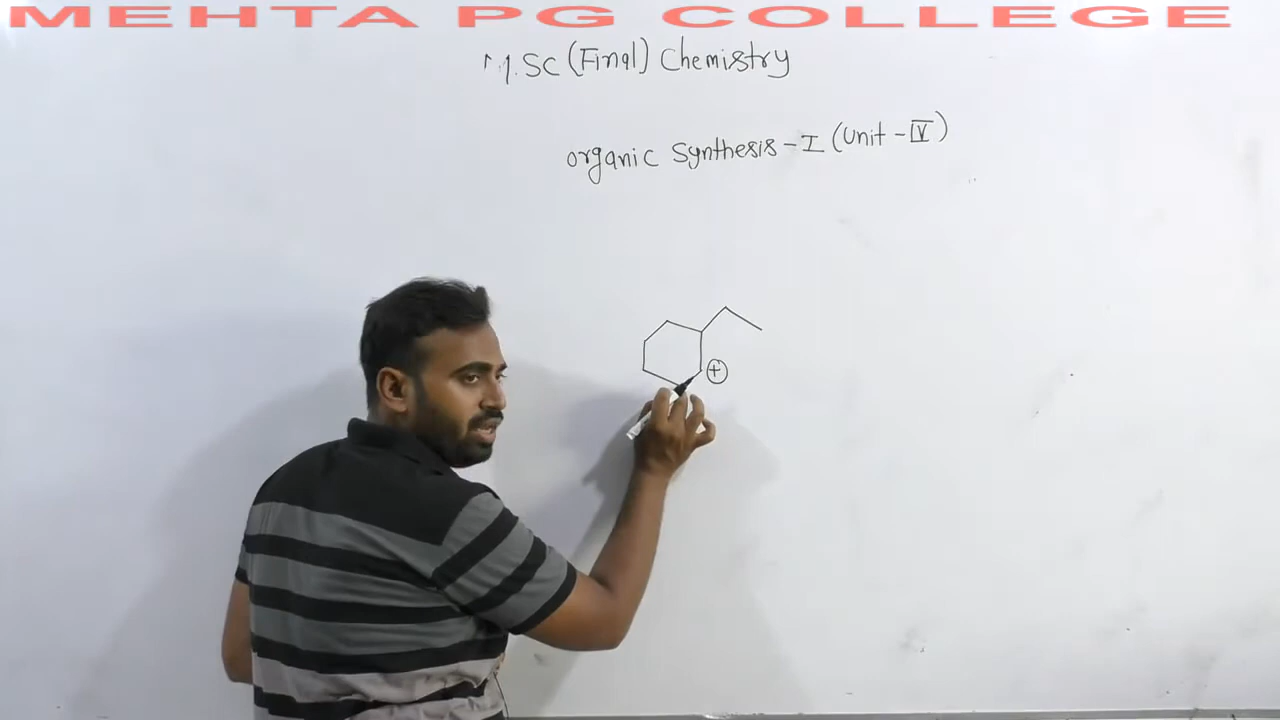 MEHTA PG COLLEGE
M.SC (Final) Chemistry
organic Synthesis - I (Unit - IV)
+